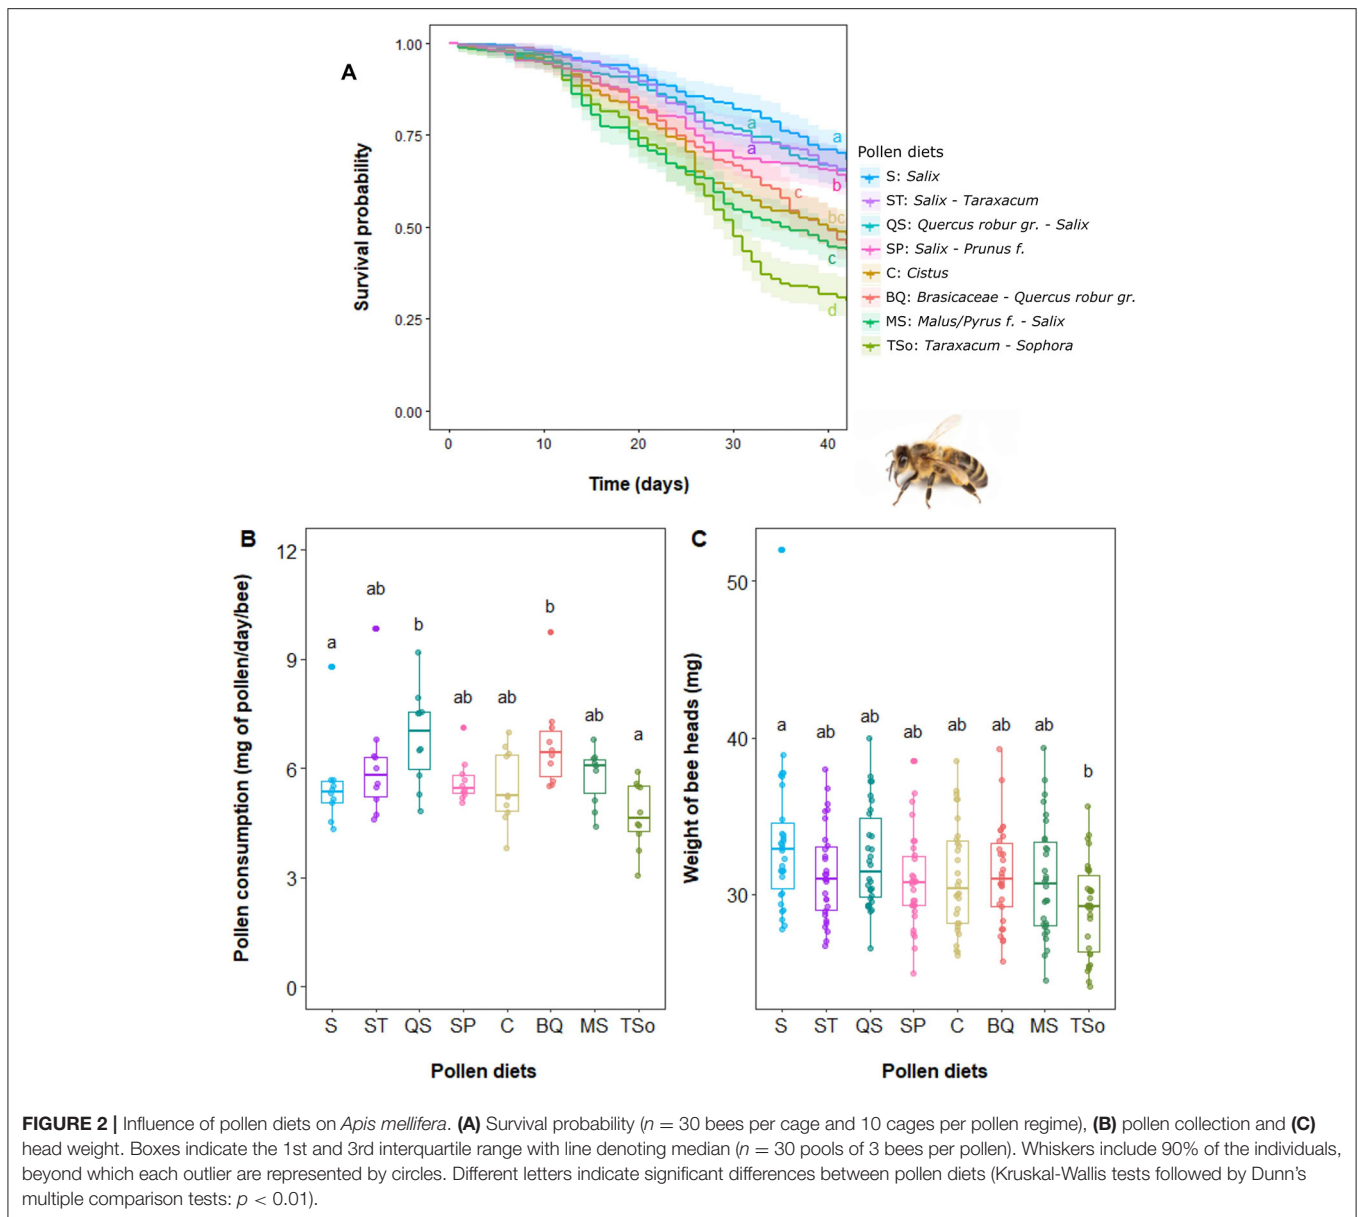 A
1.00
0.75
0.50
0.25
0.00
Survival probability
a
a
a
b
c
bc
c
d
0
10
20
30
40
Time (days)
Pollen diets
S: Salix
ST: Salix - Taraxacum
QS: Quercus robur gr. - Salix
SP: Salix - Prunus f.
C: Cistus
BQ: Brasicaceae - Quercus robur gr.
MS: Malus/Pyrus f. - Salix
TSo: Taraxacum - Sophora
B
12
9
6
3
0
Pollen consumption (mg of pollen/day/bee)
a
ab
b
ab
ab
b
ab
a
S ST QS SP C BQ MS TSo
Pollen diets
C
50
40
30
Weight of bee heads (mg)
a
ab
ab
ab
ab
ab
ab
b
S ST QS SP C BQ MS TSo
Pollen diets
FIGURE 2 | Influence of pollen diets on Apis mellifera. (A) Survival probability (n = 30 bees per cage and 10 cages per pollen regime), (B) pollen collection and (C)
head weight. Boxes indicate the 1st and 3rd interquartile range with line denoting median (n = 30 pools of 3 bees per pollen). Whiskers include 90% of the individuals,
beyond which each outlier are represented by circles. Different letters indicate significant differences between pollen diets (Kruskal-Wallis tests followed by Dunn's
multiple comparison tests: p < 0.01).